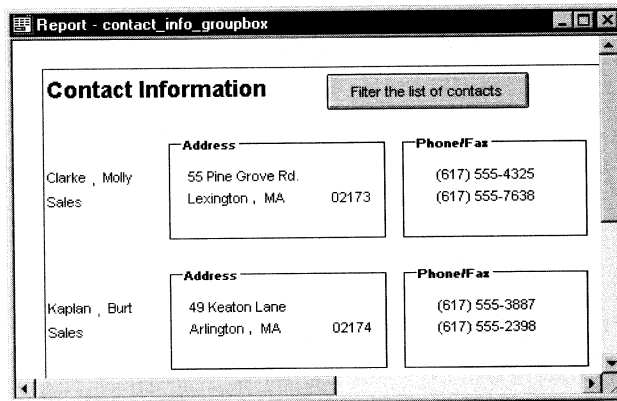 Report - contact_info_groupbox
Contact Information
Filter the list of contacts
Address
Phone/Fax
Clarke , Molly
55 Pine Grove Rd.
(617) 555-4325
Sales
Lexington , MA 02173
(617) 555-7638
Address
Phone/Fax
Kaplan , Burt
49 Keaton Lane
(617) 555-3887
Sales
Arlington , MA 02174
(617) 555-2398